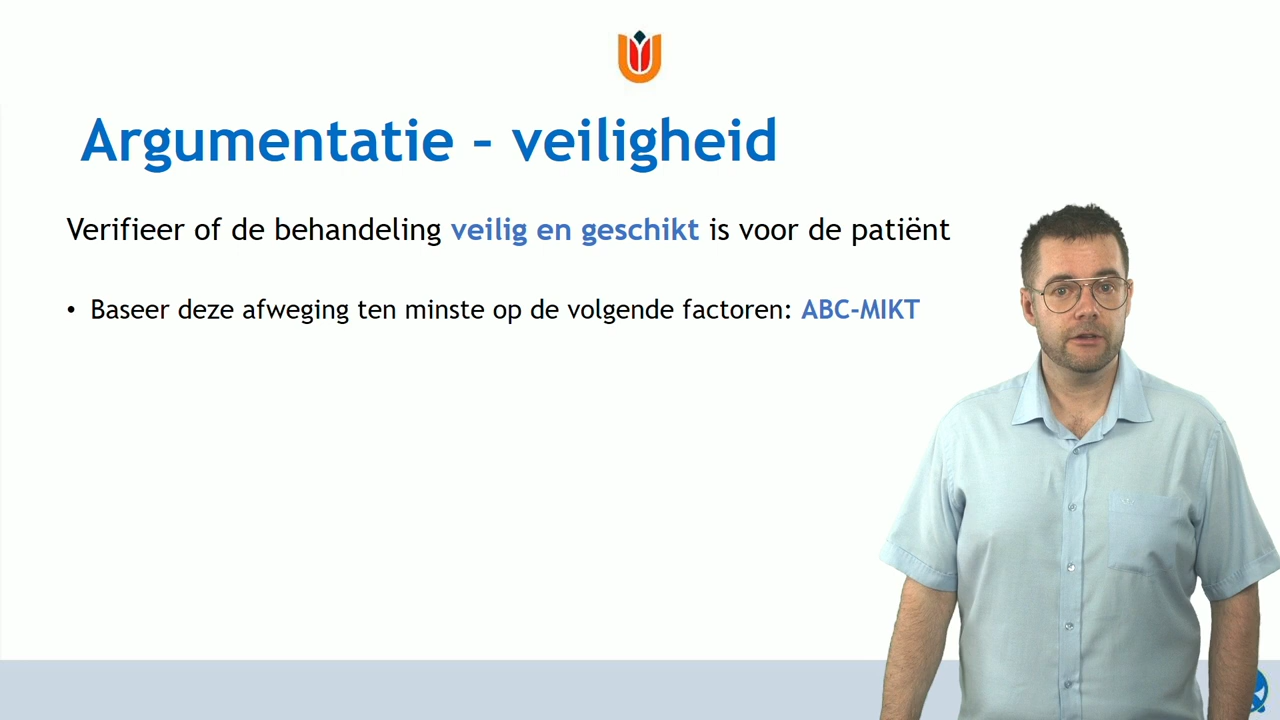 Argumentatie – veiligheid
Verifieer of de behandeling veilig en geschikt is voor de patiënt
• Baseer deze afweging ten minste op de volgende factoren: ABC-MIKT